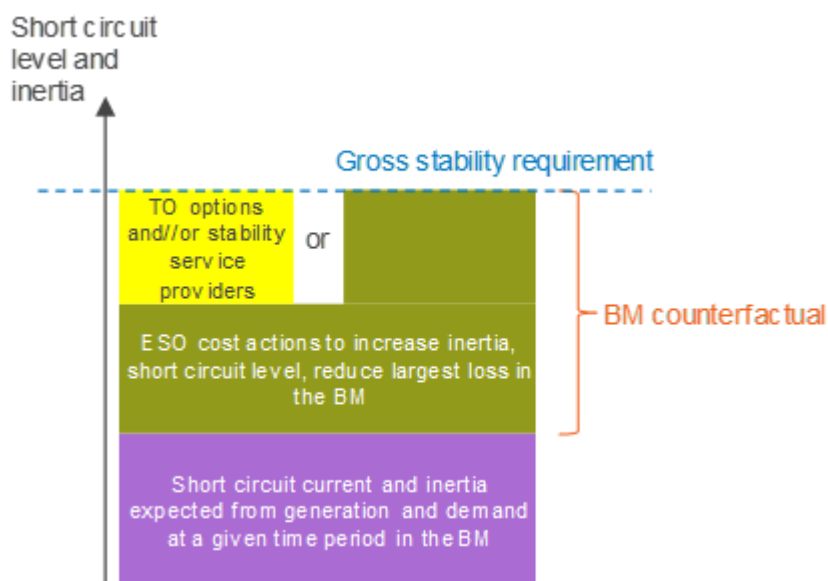 Short circuit
level and
inertia
Gross stability requirement
TO options
and//or stability
service
providers
or
BM counterfactual
ESO cost actions to increase inertia,
short circuit level, reduce largest loss in
the BM
Short circuit current and inertia
expected from generation and demand
at a given time period in the BM